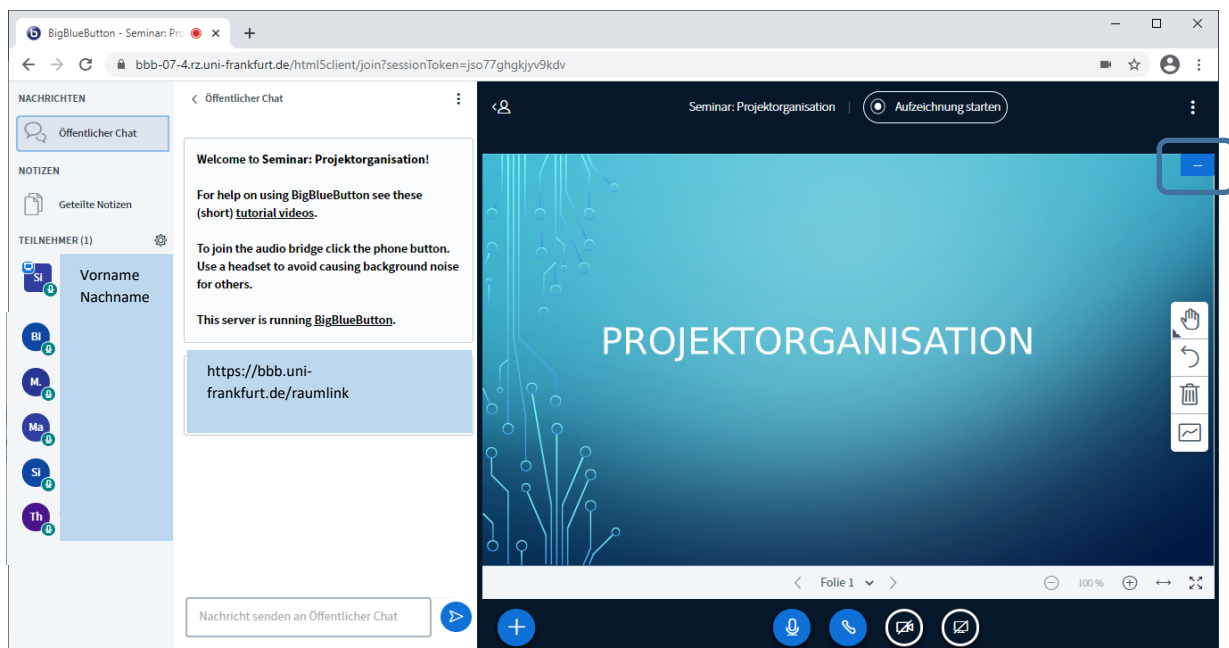 BigBlueButton - Seminar: Pro
bbb-07-4.rz.uni-frankfurt.de/html5client/join?sessionToken=jso77ghgkjyv9kdv
NACHRICHTEN
Öffentlicher Chat
NOTIZEN
Geteilte Notizen
TEILNEHMER (1)
Si
Vorname
Nachname
BI
M.
Ma
Si
Th
Öffentlicher Chat
Welcome to Seminar: Projektorganisation!
For help on using BigBlueButton see these
(short) tutorial videos.
To join the audio bridge click the phone button.
Use a headset to avoid causing background noise
for others.
This server is running BigBlueButton.
https://bbb.uni-
frankfurt.de/raumlink
Nachricht senden an Öffentlicher Chat
Seminar: Projektorganisation | Aufzeichnung starten
PROJEKTORGANISATION
Folie 1
100 %